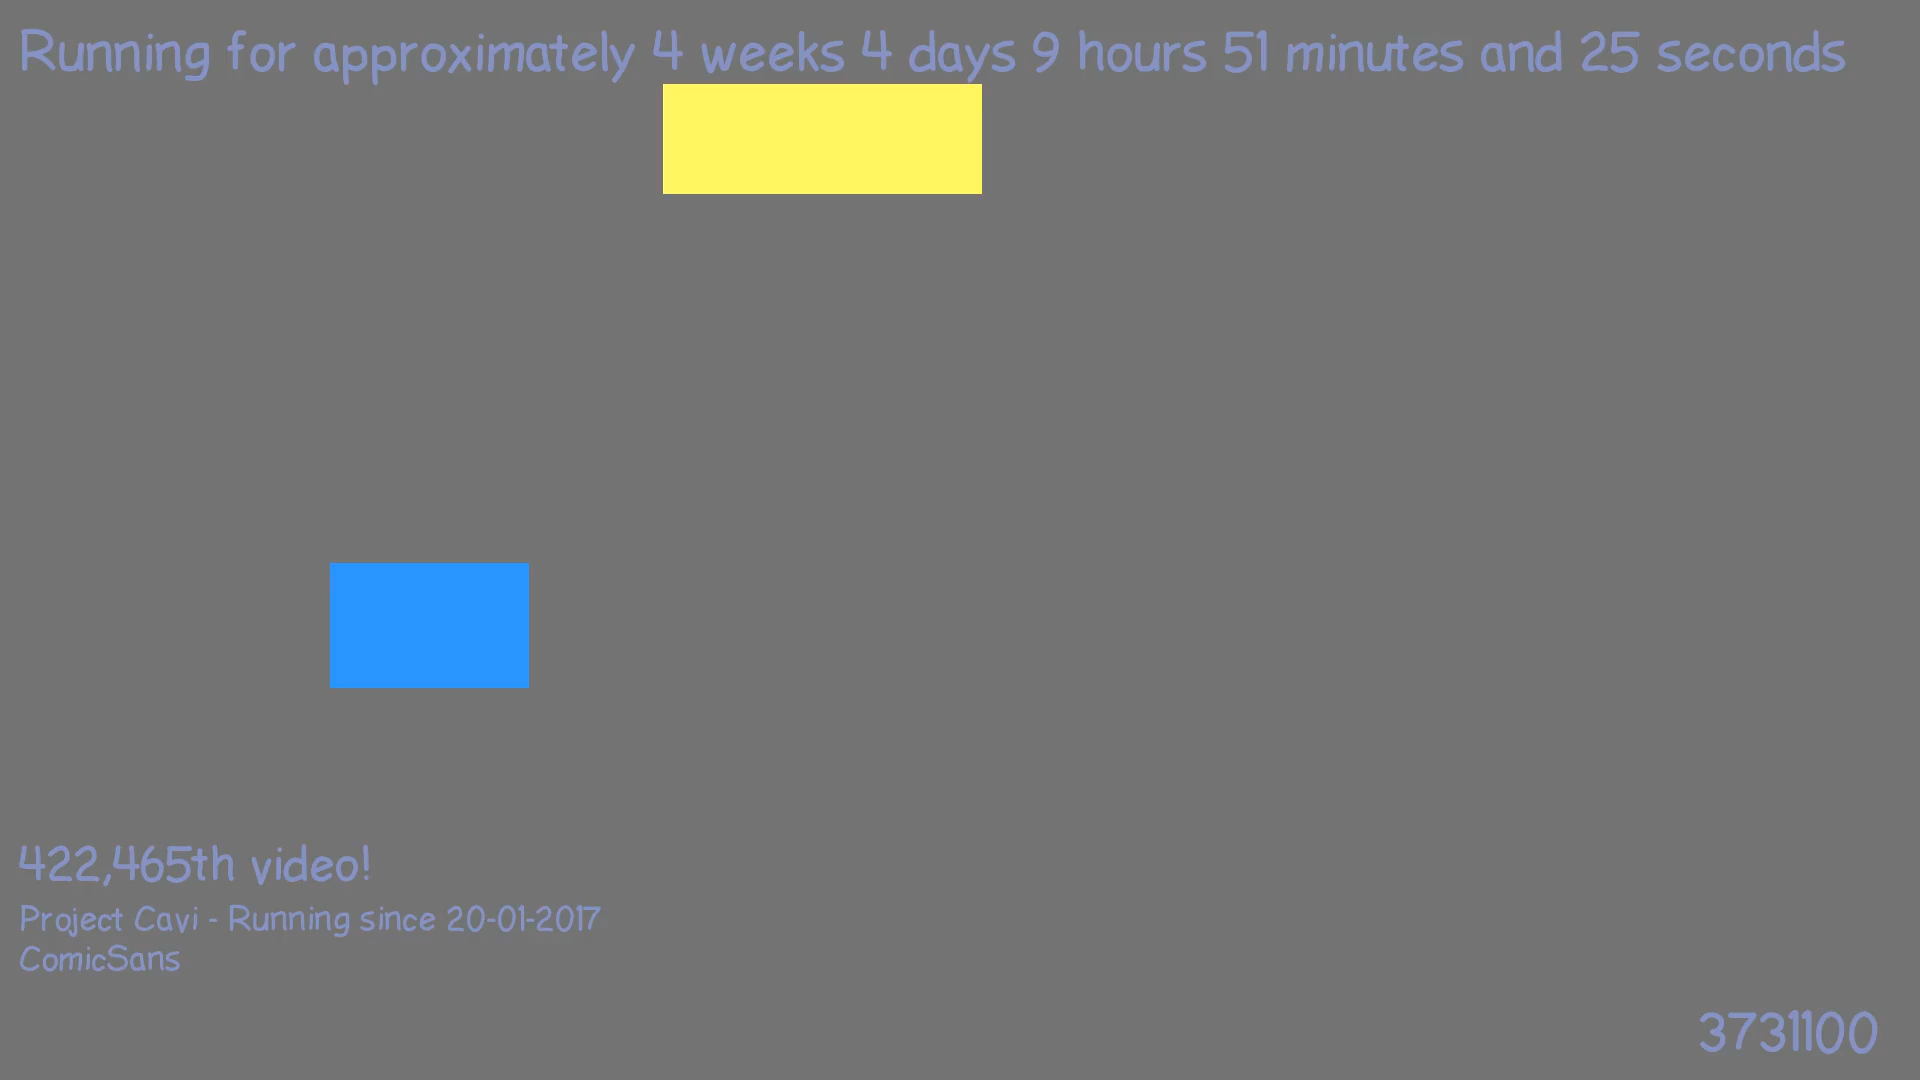 Running for approximately 4 weeks 4 days 9 hours 51 minutes and 25 seconds
422,465th video!
Project Cavi - Running since 20-01-2017
ComicSans
3731100